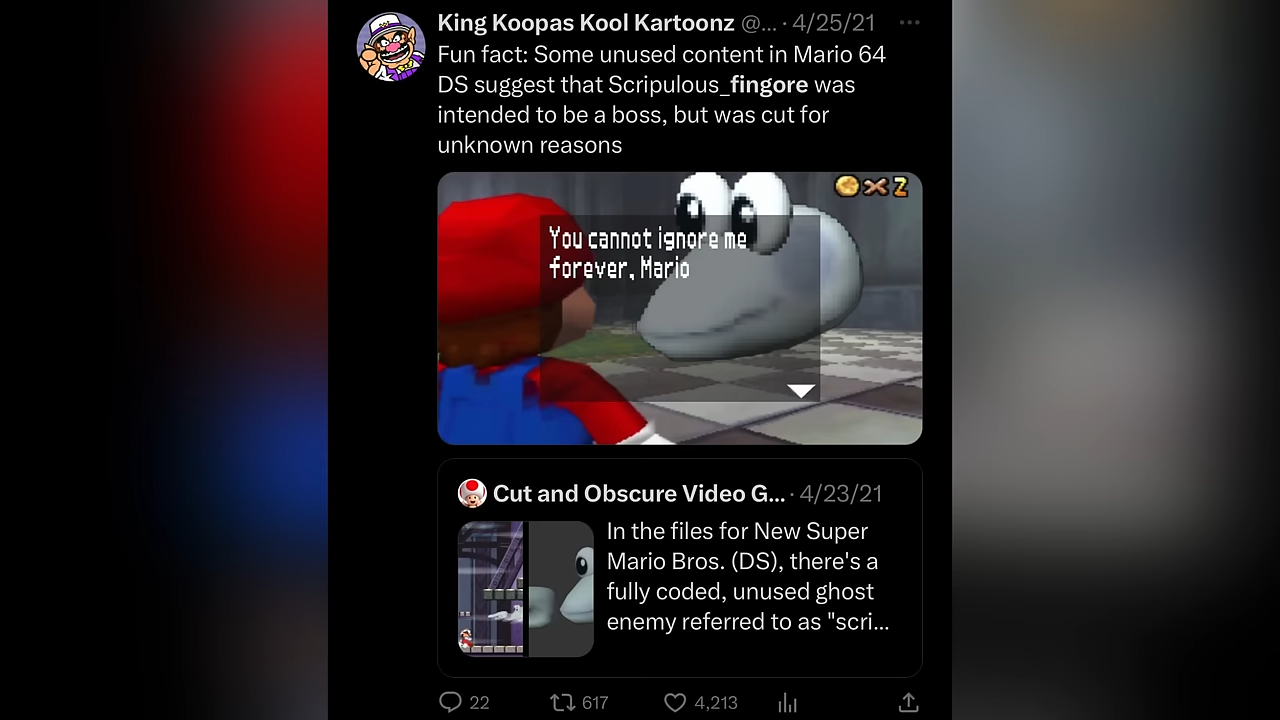 King Koopas Kool Kartoonz @... · 4/25/21
Fun fact: Some unused content in Mario 64
DS suggest that Scripulous_fingore was
intended to be a boss, but was cut for
unknown reasons
2
You cannot ignore me
forever, Mario
Cut and Obscure Video G... · 4/23/21
In the files for New Super
Mario Bros. (DS), there's a
fully coded, unused ghost
enemy referred to as "scri...
22 617 4,213